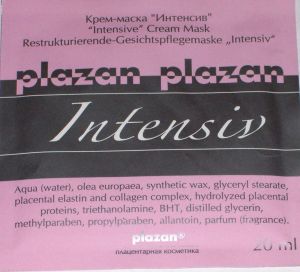 Крем-маска "Интенсив"
"Intensive" Cream Mask
Restrukturierende-Gesichtspflegemaske „Intensiv"
plazan plazan
Intensiv
Aqua (water), olea europaea, synthetic wax, glyceryl stearate,
placental elastin and collagen complex, hydrolyzed placental
proteins, triethanolamine, BHT, distilled glycerin,
methylparaben, propylparaben, allantoin, parfum (fragrance).
plazan®
плацентарная косметика
20 ml